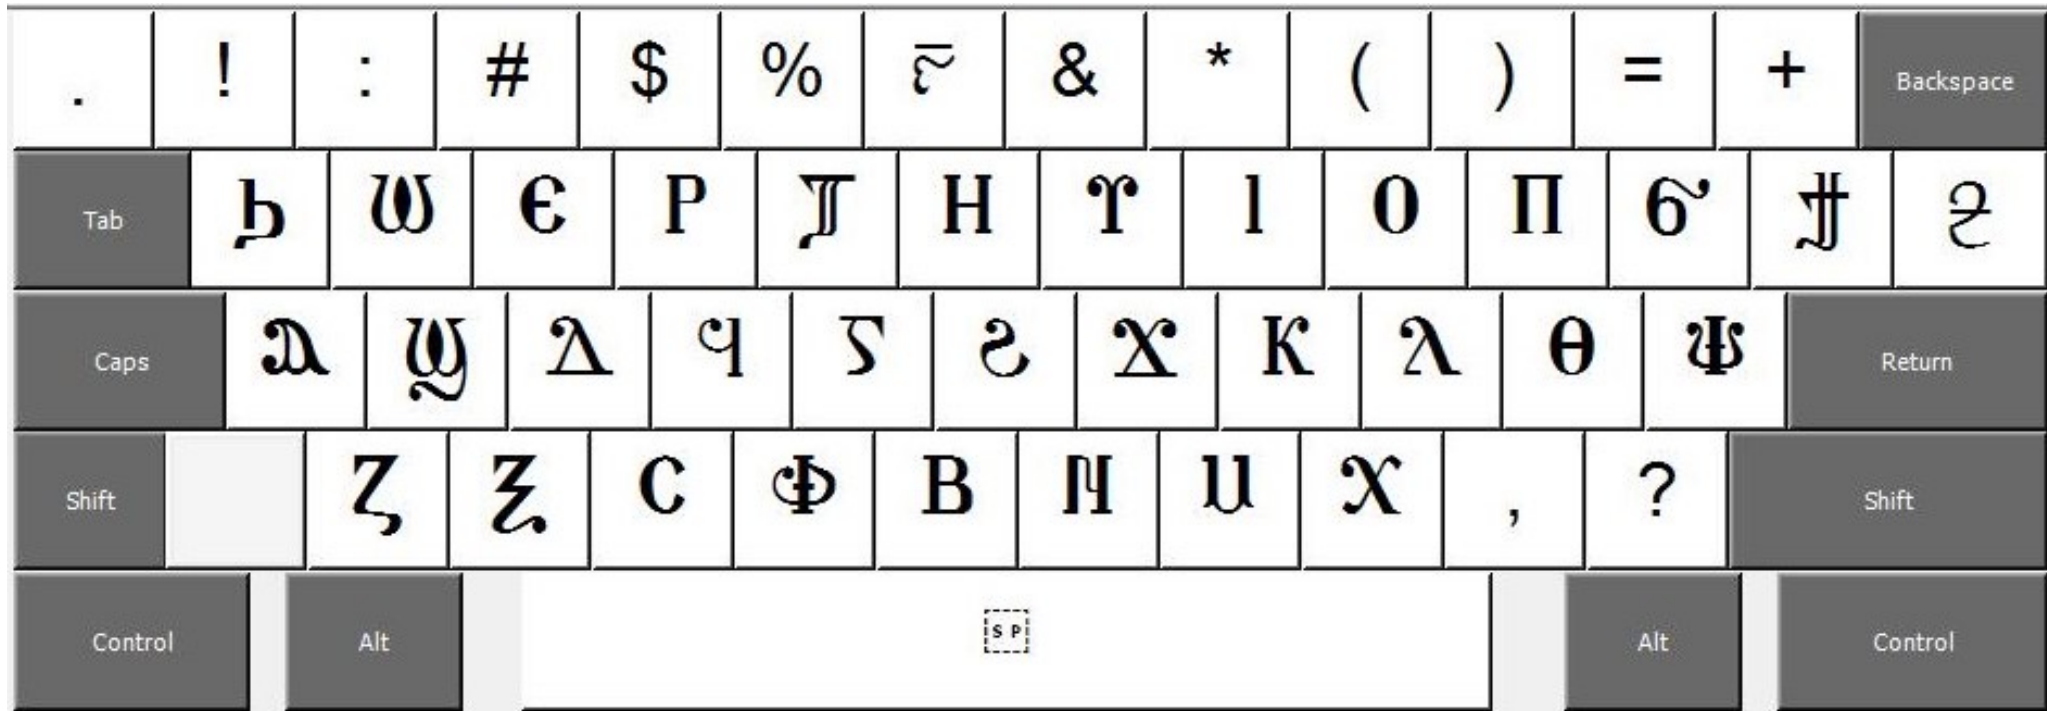 . ! : # $ % & * ( ) = + Backspace
Tab Ϧ Ⲱ Ⲉ Ⲣ Ⲧ Ⲏ Ⲩ Ⲓ Ⲟ Ⲡ Ϭ Ϯ
Caps Ⲁ Ϣ Ⲇ Ϥ Ⲅ Ϩ Ϫ Ⲕ Ⲗ Ⲑ Ⲯ Return
Shift Ⲍ Ⲝ Ⲥ Ⲫ Ⲃ Ⲛ Ⲙ Ⲭ , ? Shift
Control Alt SP Alt Control